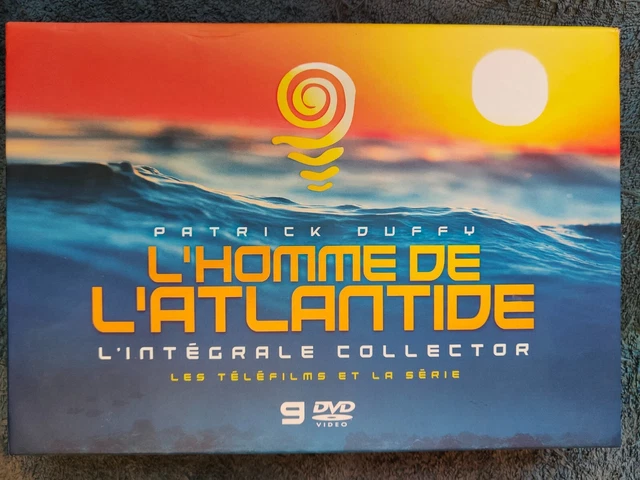 PATRICK DUFFY
L'HOMME DE
L'ATLANTIDE
L'INTÉGRALE COLLECTOR
LES TÉLÉFILMS ET LA SÉRIE
9 DVD
VIDEO